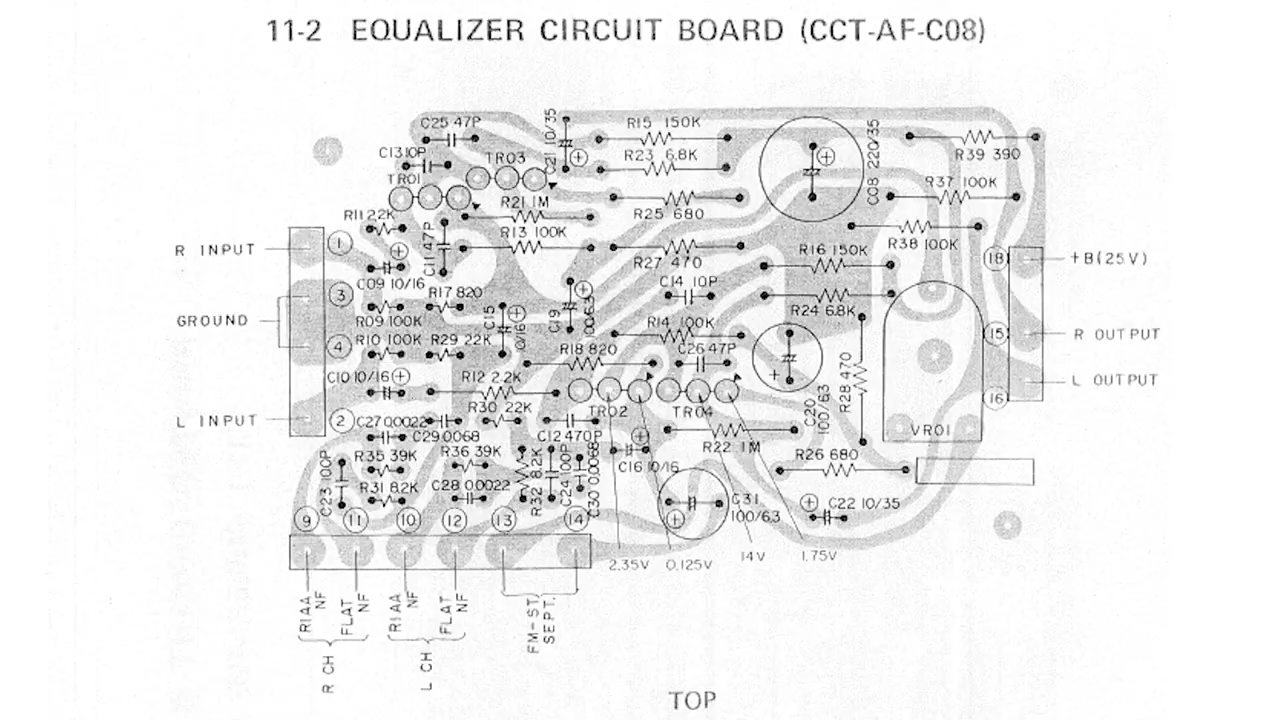 11-2 EQUALIZER CIRCUIT BOARD (CCT-AF-C08)
C25 47P
C21 10/35
R15 150K
C08 220/35
R39 390
C13 10P
TR03
R23 6.8K
TR01
R37 100K
R21 1M
R25 680
R11 2.2K
C11 47P
R13 100K
R38 100K
R INPUT
1
R27 470
R16 150K
18
+B(25V)
C09 10/16
C14 10P
3
R17 820
C15
10/16
C19
R24 6.8K
GROUND
R09 100K
R14 100K
15
R OUTPUT
4
R10 100K
R29 22K
R18 820
C26 47P
C10 10/16
R12 2.2K
R28 470
L OUTPUT
16
TR02
TR04
C20
100/63
L INPUT
2
C27 0.0022
R30 22K
C29 0.0068
C12 470P
VR01
R22 1M
C23 100P
R35 39K
R36 39K
R32 8.2K
C24 100P
C30 0.0068
C16 10/16
R26 680
R31 8.2K
C28 0.0022
C31
100/63
C22 10/35
9
11
10
12
13
14
2.35V
0.125V
14V
1.75V
RIAA
NF
FLAT
NF
RIAA
NF
FLAT
NF
FM-ST
SEPT.
R CH
L CH
TOP